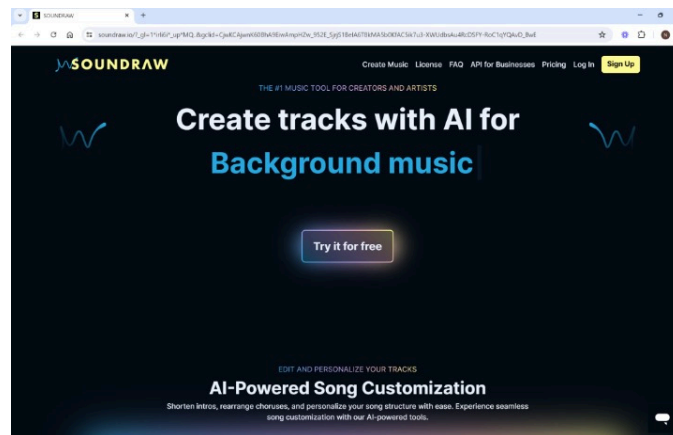 SOUNDRAW
SOUNDRAW
Create Music License FAQ API for Businesses Pricing Log In Sign Up
THE #1 MUSIC TOOL FOR CREATORS AND ARTISTS
Create tracks with AI for
Background music
Try it for free
EDIT AND PERSONALIZE YOUR TRACKS
AI-Powered Song Customization
Shorten intros, rearrange choruses, and personalize your song structure with ease. Experience seamless
song customization with our AI-powered tools.